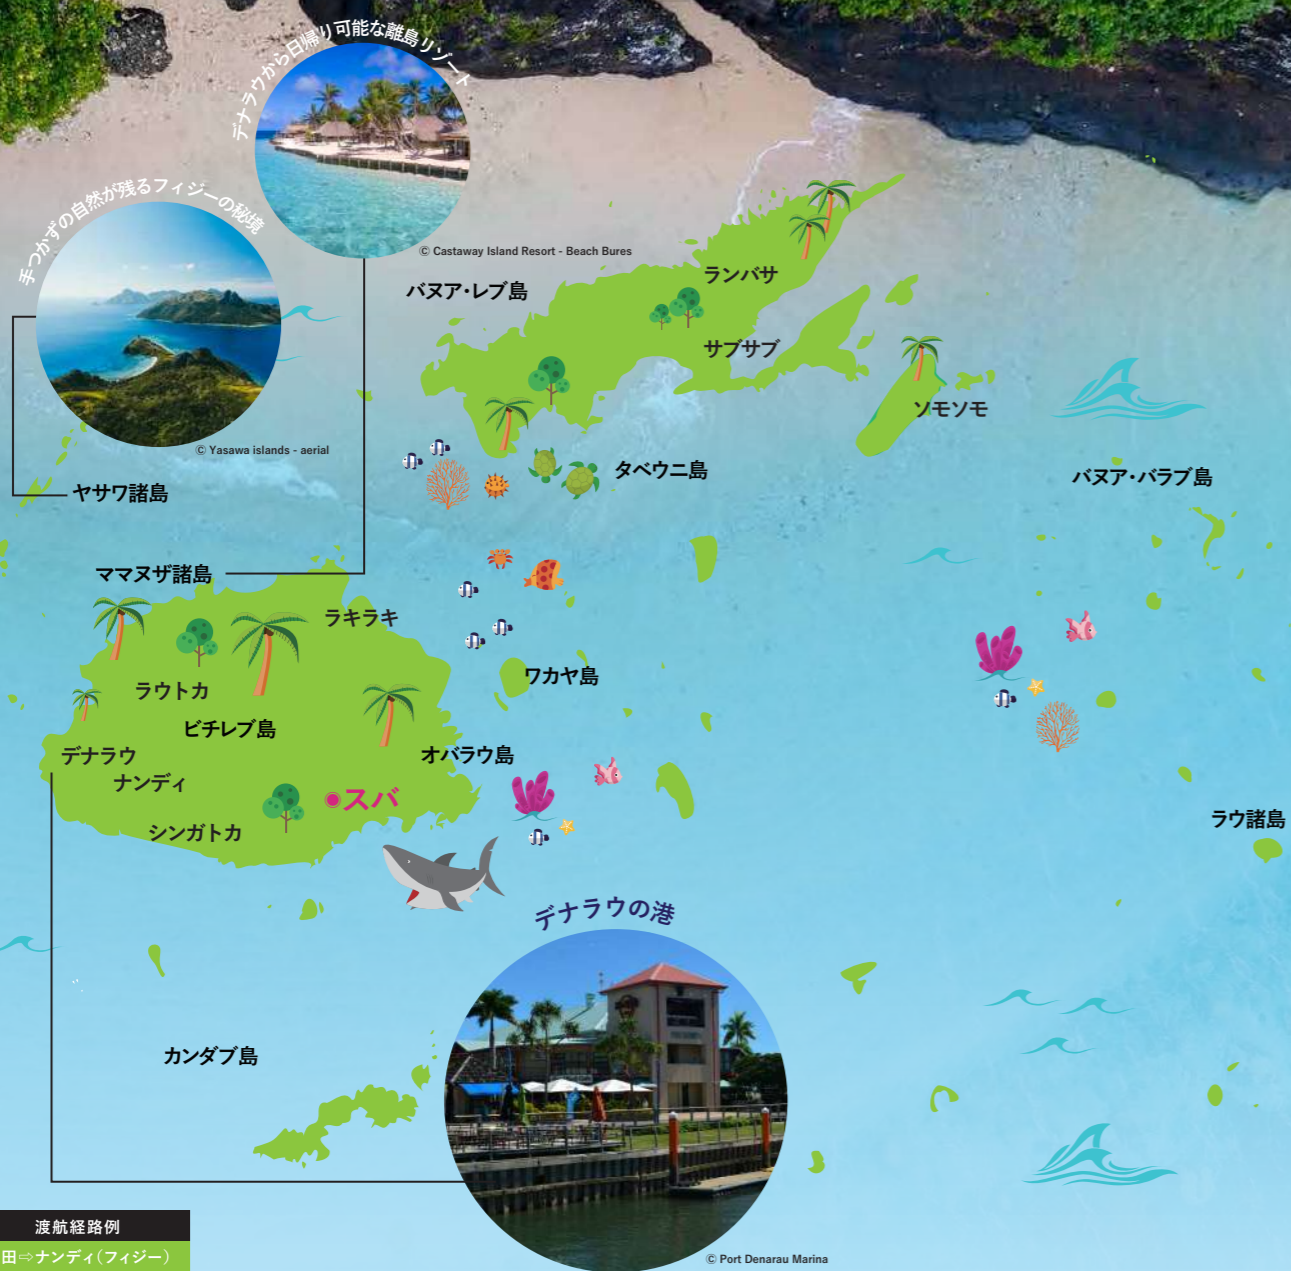 デナラウから日帰り可能な離島リゾート
手つかずの自然が残るフィジーの秘境
© Castaway Island Resort - Beach Bures
バヌア・レブ島
ランバサ
サブサブ
ソモソモ
© Yasawa islands - aerial
ヤサワ諸島
タベウニ島
バヌア・バラブ島
ママヌザ諸島
ラキラキ
ワカヤ島
ラウトカ
ビチレブ島
デナラウ
オバラウ島
ナンディ
スバ
シンガトカ
ラウ諸島
デナラウの港
カンダブ島
渡航経路例
田⇨ナンディ(フィジー)
© Port Denarau Marina